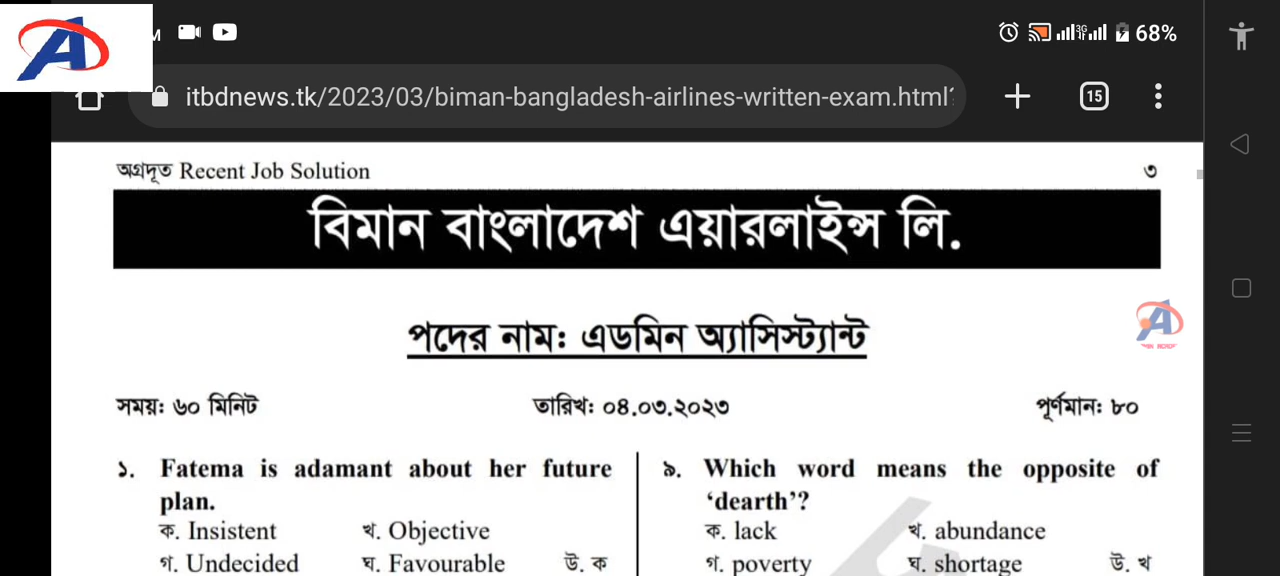 M
3G
68%
itbdnews.tk/2023/03/biman-bangladesh-airlines-written-exam.html?
15
অগ্রদূত Recent Job Solution ৩
বিমান বাংলাদেশ এয়ারলাইন্স লি.
পদের নাম: এডমিন অ্যাসিস্ট্যান্ট
সময়: ৬০ মিনিট তারিখ: ০৪.০৩.২০২৩ পূর্ণমান: ৮০
১. Fatema is adamant about her future
plan.
ক. Insistent খ. Objective
গ. Undecided ঘ. Favourable উ. ক
৯. Which word means the opposite of
‘dearth’?
ক. lack খ. abundance
গ. poverty ঘ. shortage উ. খ